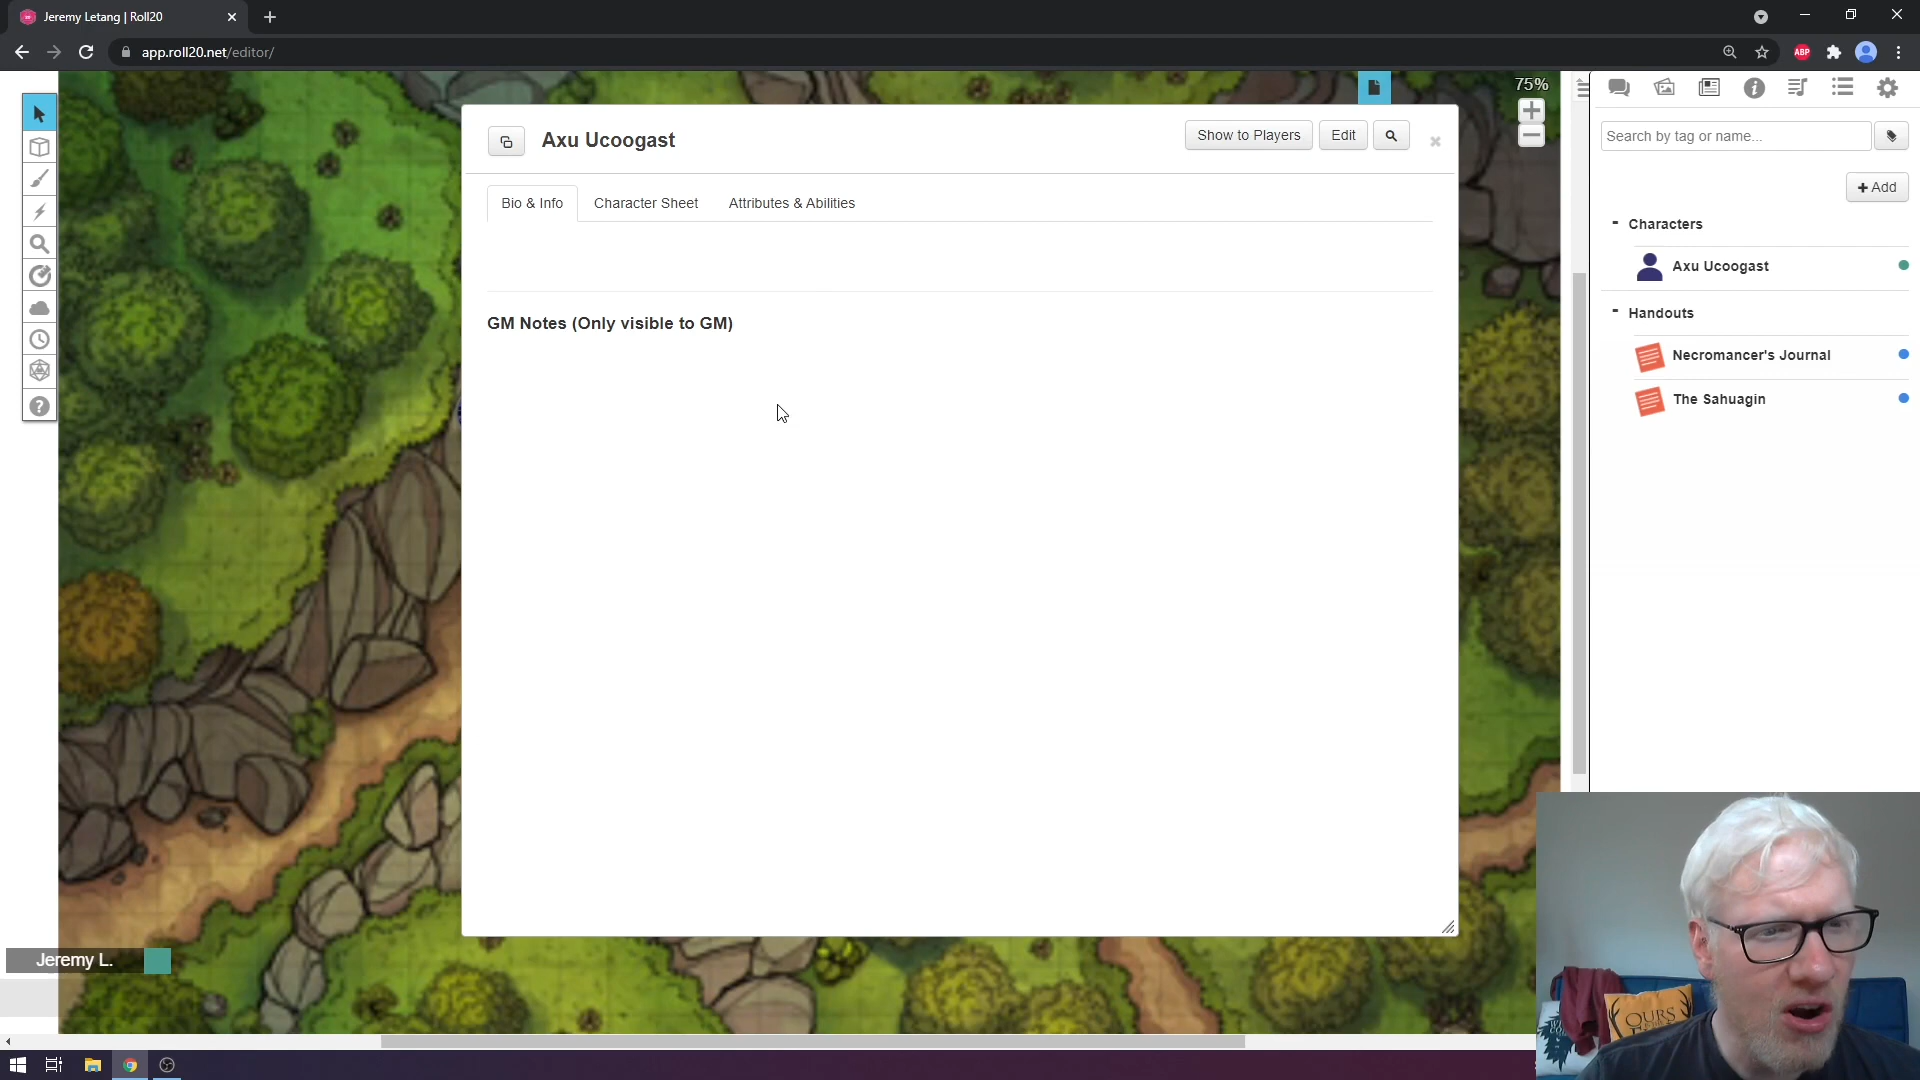 Jeremy Letang | Roll20
app.roll20.net/editor/
ABP
75%
Axu Ucoogast
Show to Players
Edit
Bio & Info
Character Sheet
Attributes & Abilities
GM Notes (Only visible to GM)
Search by tag or name...
+ Add
- Characters
Axu Ucoogast
- Handouts
Necromancer's Journal
The Sahuagin
Jeremy L.
OURS